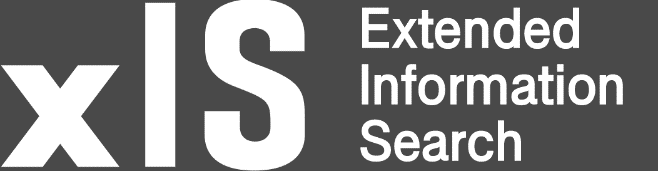 xIS
Extended
Information
Search